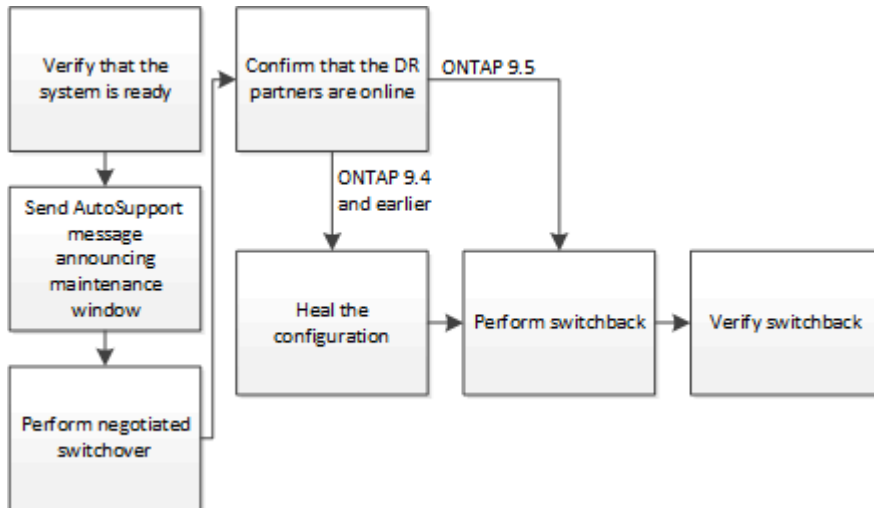 Verify that the
system is ready
Send AutoSupport
message
announcing
maintenance
window
Perform negotiated
switchover
Confirm that the DR
partners are online
ONTAP 9.5
ONTAP 9.4
and earlier
Heal the
configuration
Perform switchback
Verify switchback